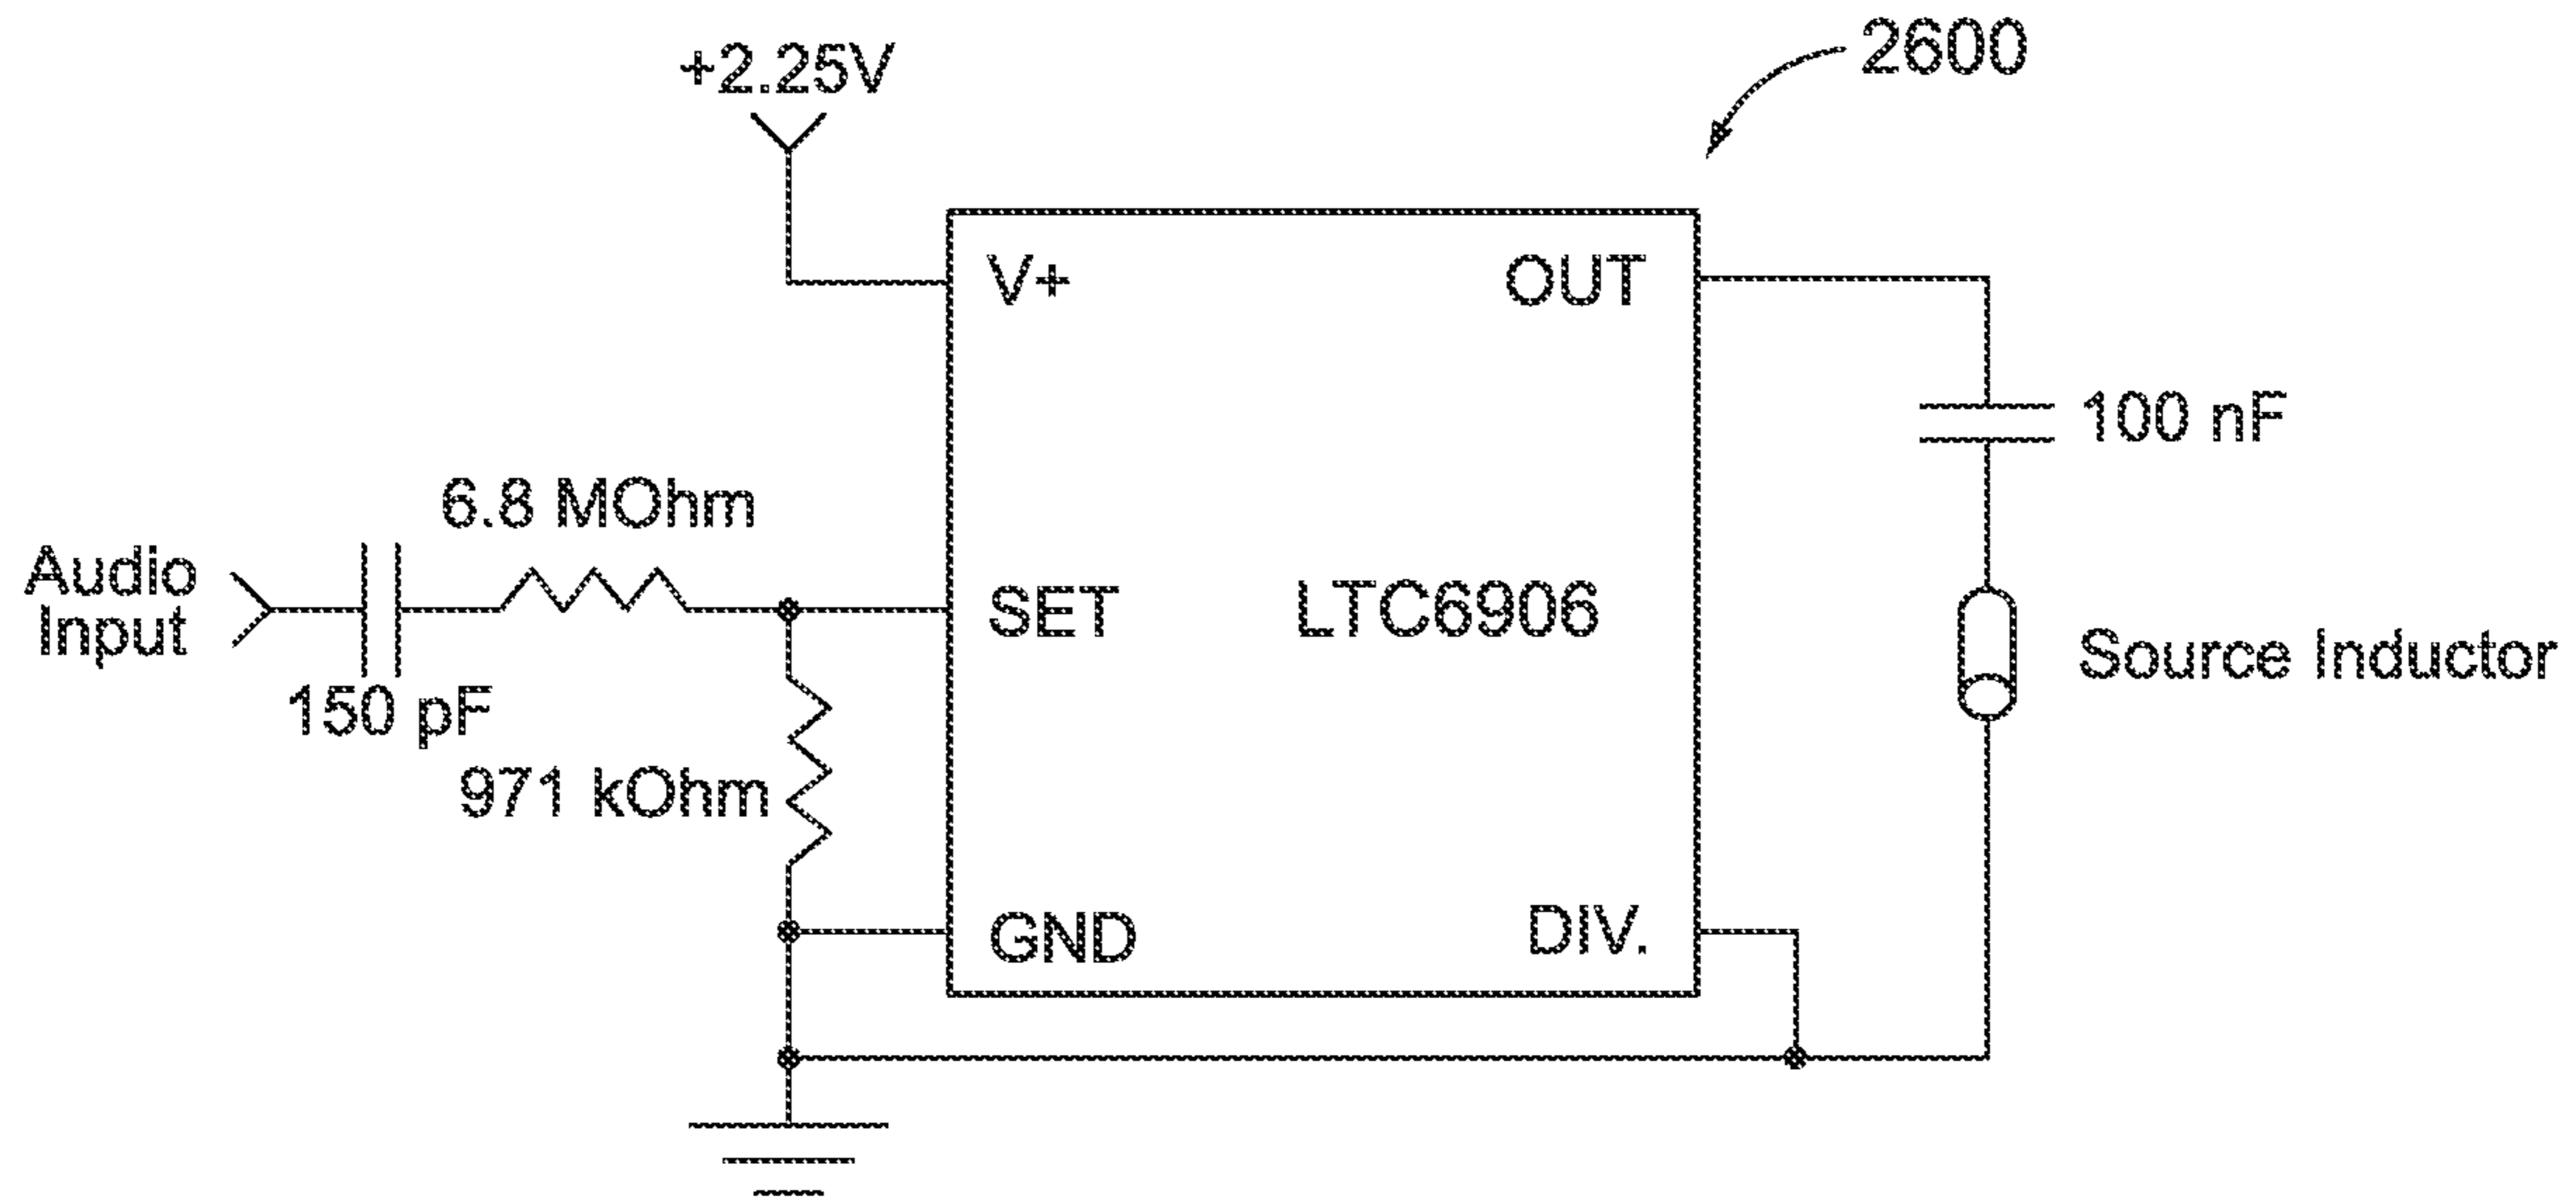 +2.25V
2600
V+
OUT
100 nF
6.8 MOhm
Audio
Input
SET
LTC6906
Source Inductor
150 pF
971 kOhm
GND
DIV.